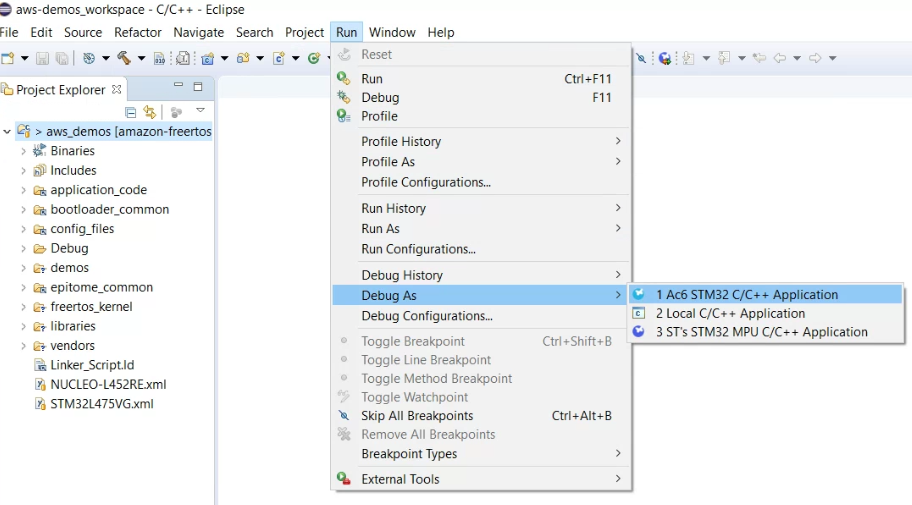 aws-demos_workspace - C/C++ - Eclipse
File Edit Source Refactor Navigate Search Project Run Window Help
Project Explorer
> aws_demos [amazon-freertos
Binaries
Includes
application_code
bootloader_common
config_files
Debug
demos
epitome_common
freertos_kernel
libraries
vendors
Linker_Script.ld
NUCLEO-L452RE.xml
STM32L475VG.xml
Reset
Run Ctrl+F11
Debug F11
Profile
Profile History
Profile As
Profile Configurations...
Run History
Run As
Run Configurations...
Debug History
Debug As
Debug Configurations...
Toggle Breakpoint Ctrl+Shift+B
Toggle Line Breakpoint
Toggle Method Breakpoint
Toggle Watchpoint
Skip All Breakpoints Ctrl+Alt+B
Remove All Breakpoints
Breakpoint Types
External Tools
1 Ac6 STM32 C/C++ Application
2 Local C/C++ Application
3 ST's STM32 MPU C/C++ Application